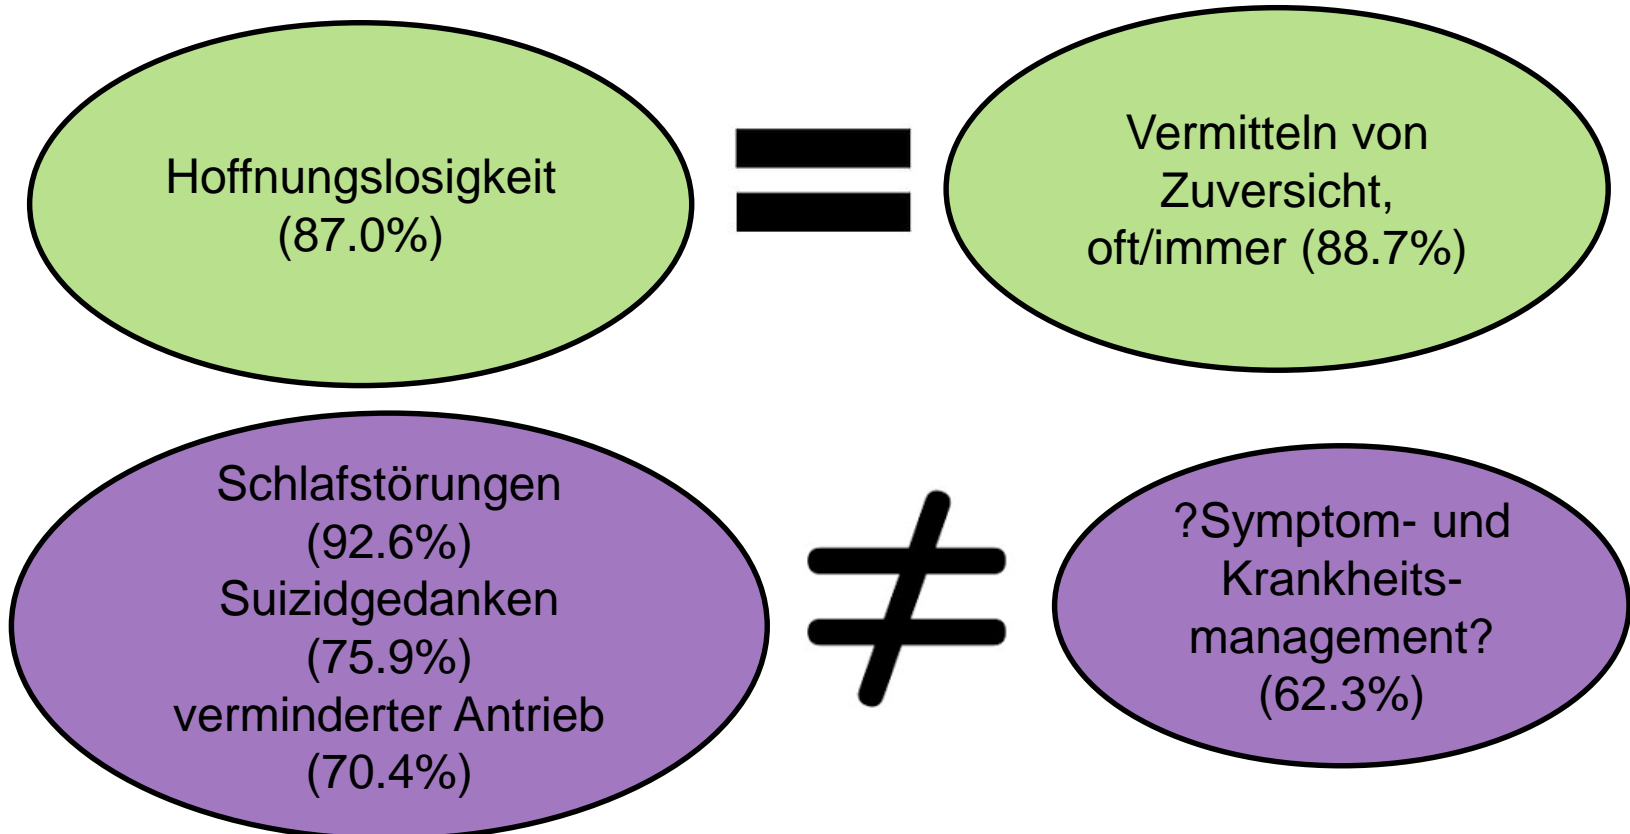 Hoffnungslosigkeit
(87.0%)
Vermitteln von
Zuversicht,
oft/immer (88.7%)
Schlafstörungen
(92.6%)
Suizidgedanken
(75.9%)
verminderter Antrieb
(70.4%)
?Symptom- und
Krankheits-
management?
(62.3%)